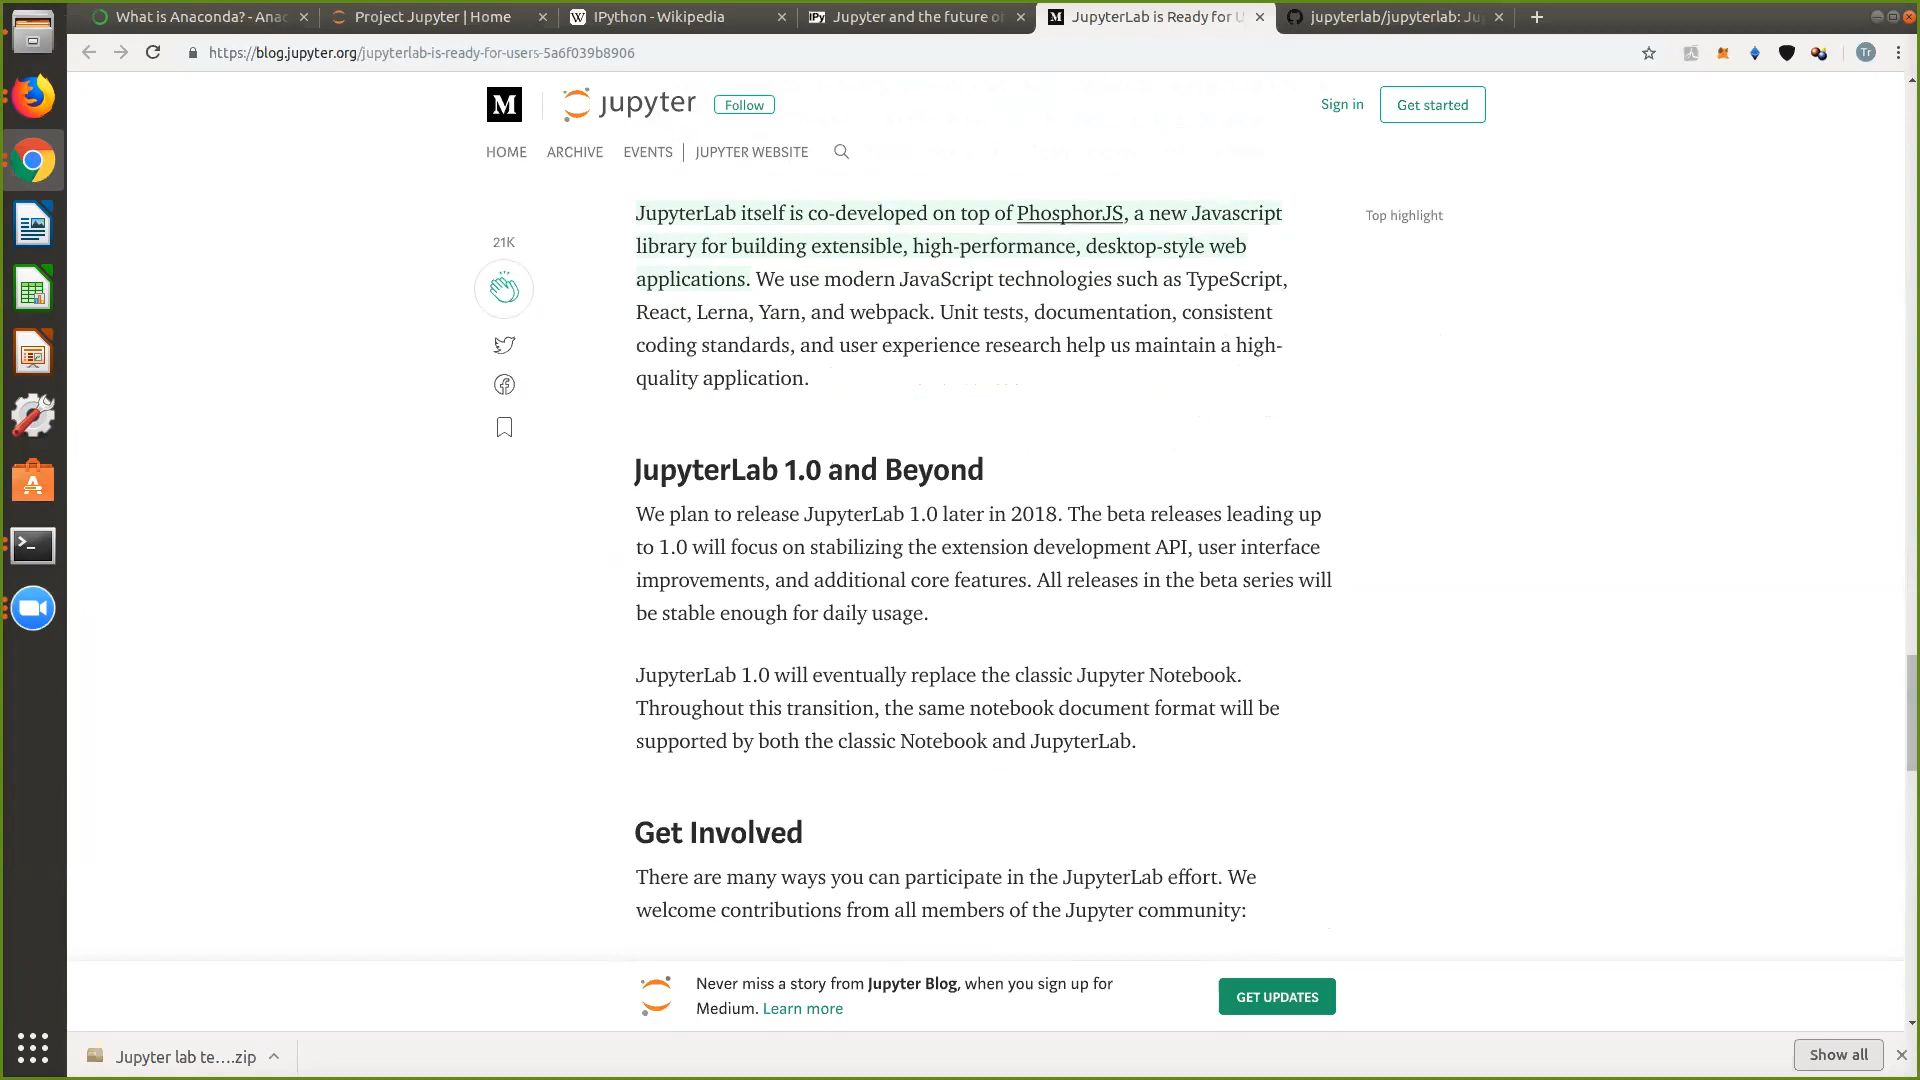 What is Anaconda? - Anac
Project Jupyter | Home
IPython - Wikipedia
Jupyter and the future of
JupyterLab is Ready for U
jupyterlab/jupyterlab: Ju
https://blog.jupyter.org/jupyterlab-is-ready-for-users-5a6f039b8906
Tr
M
jupyter
Follow
Sign in
Get started
HOME ARCHIVE EVENTS JUPYTER WEBSITE
JupyterLab itself is co-developed on top of PhosphorJS, a new Javascript
library for building extensible, high-performance, desktop-style web
applications. We use modern JavaScript technologies such as TypeScript,
React, Lerna, Yarn, and webpack. Unit tests, documentation, consistent
coding standards, and user experience research help us maintain a high-
quality application.
Top highlight
21K
JupyterLab 1.0 and Beyond
We plan to release JupyterLab 1.0 later in 2018. The beta releases leading up
to 1.0 will focus on stabilizing the extension development API, user interface
improvements, and additional core features. All releases in the beta series will
be stable enough for daily usage.
JupyterLab 1.0 will eventually replace the classic Jupyter Notebook.
Throughout this transition, the same notebook document format will be
supported by both the classic Notebook and JupyterLab.
Get Involved
There are many ways you can participate in the JupyterLab effort. We
welcome contributions from all members of the Jupyter community:
Never miss a story from Jupyter Blog, when you sign up for
Medium. Learn more
GET UPDATES
Jupyter lab te....zip
Show all